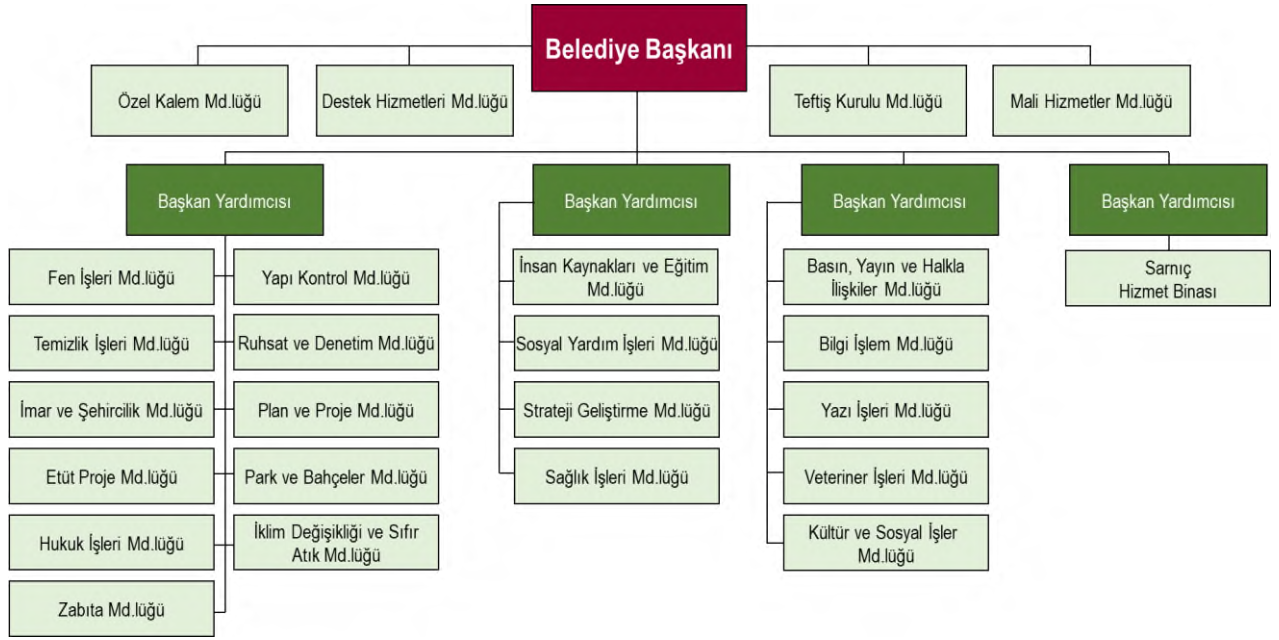 Belediye Başkanı
Özel Kalem Md.lüğü
Destek Hizmetleri Md.lüğü
Teftiş Kurulu Md.lüğü
Mali Hizmetler Md.lüğü
Başkan Yardımcısı
Başkan Yardımcısı
Başkan Yardımcısı
Başkan Yardımcısı
Fen İşleri Md.lüğü
Yapı Kontrol Md.lüğü
Temizlik İşleri Md.lüğü
Ruhsat ve Denetim Md.lüğü
İmar ve Şehircilik Md.lüğü
Plan ve Proje Md.lüğü
Etüt Proje Md.lüğü
Park ve Bahçeler Md.lüğü
Hukuk İşleri Md.lüğü
İklim Değişikliği ve Sıfır
Atık Md.lüğü
Zabıta Md.lüğü
İnsan Kaynakları ve Eğitim
Md.lüğü
Sosyal Yardım İşleri Md.lüğü
Strateji Geliştirme Md.lüğü
Sağlık İşleri Md.lüğü
Basın, Yayın ve Halkla
İlişkiler Md.lüğü
Bilgi İşlem Md.lüğü
Yazı İşleri Md.lüğü
Veteriner İşleri Md.lüğü
Kültür ve Sosyal İşler
Md.lüğü
Sarnıç
Hizmet Binası